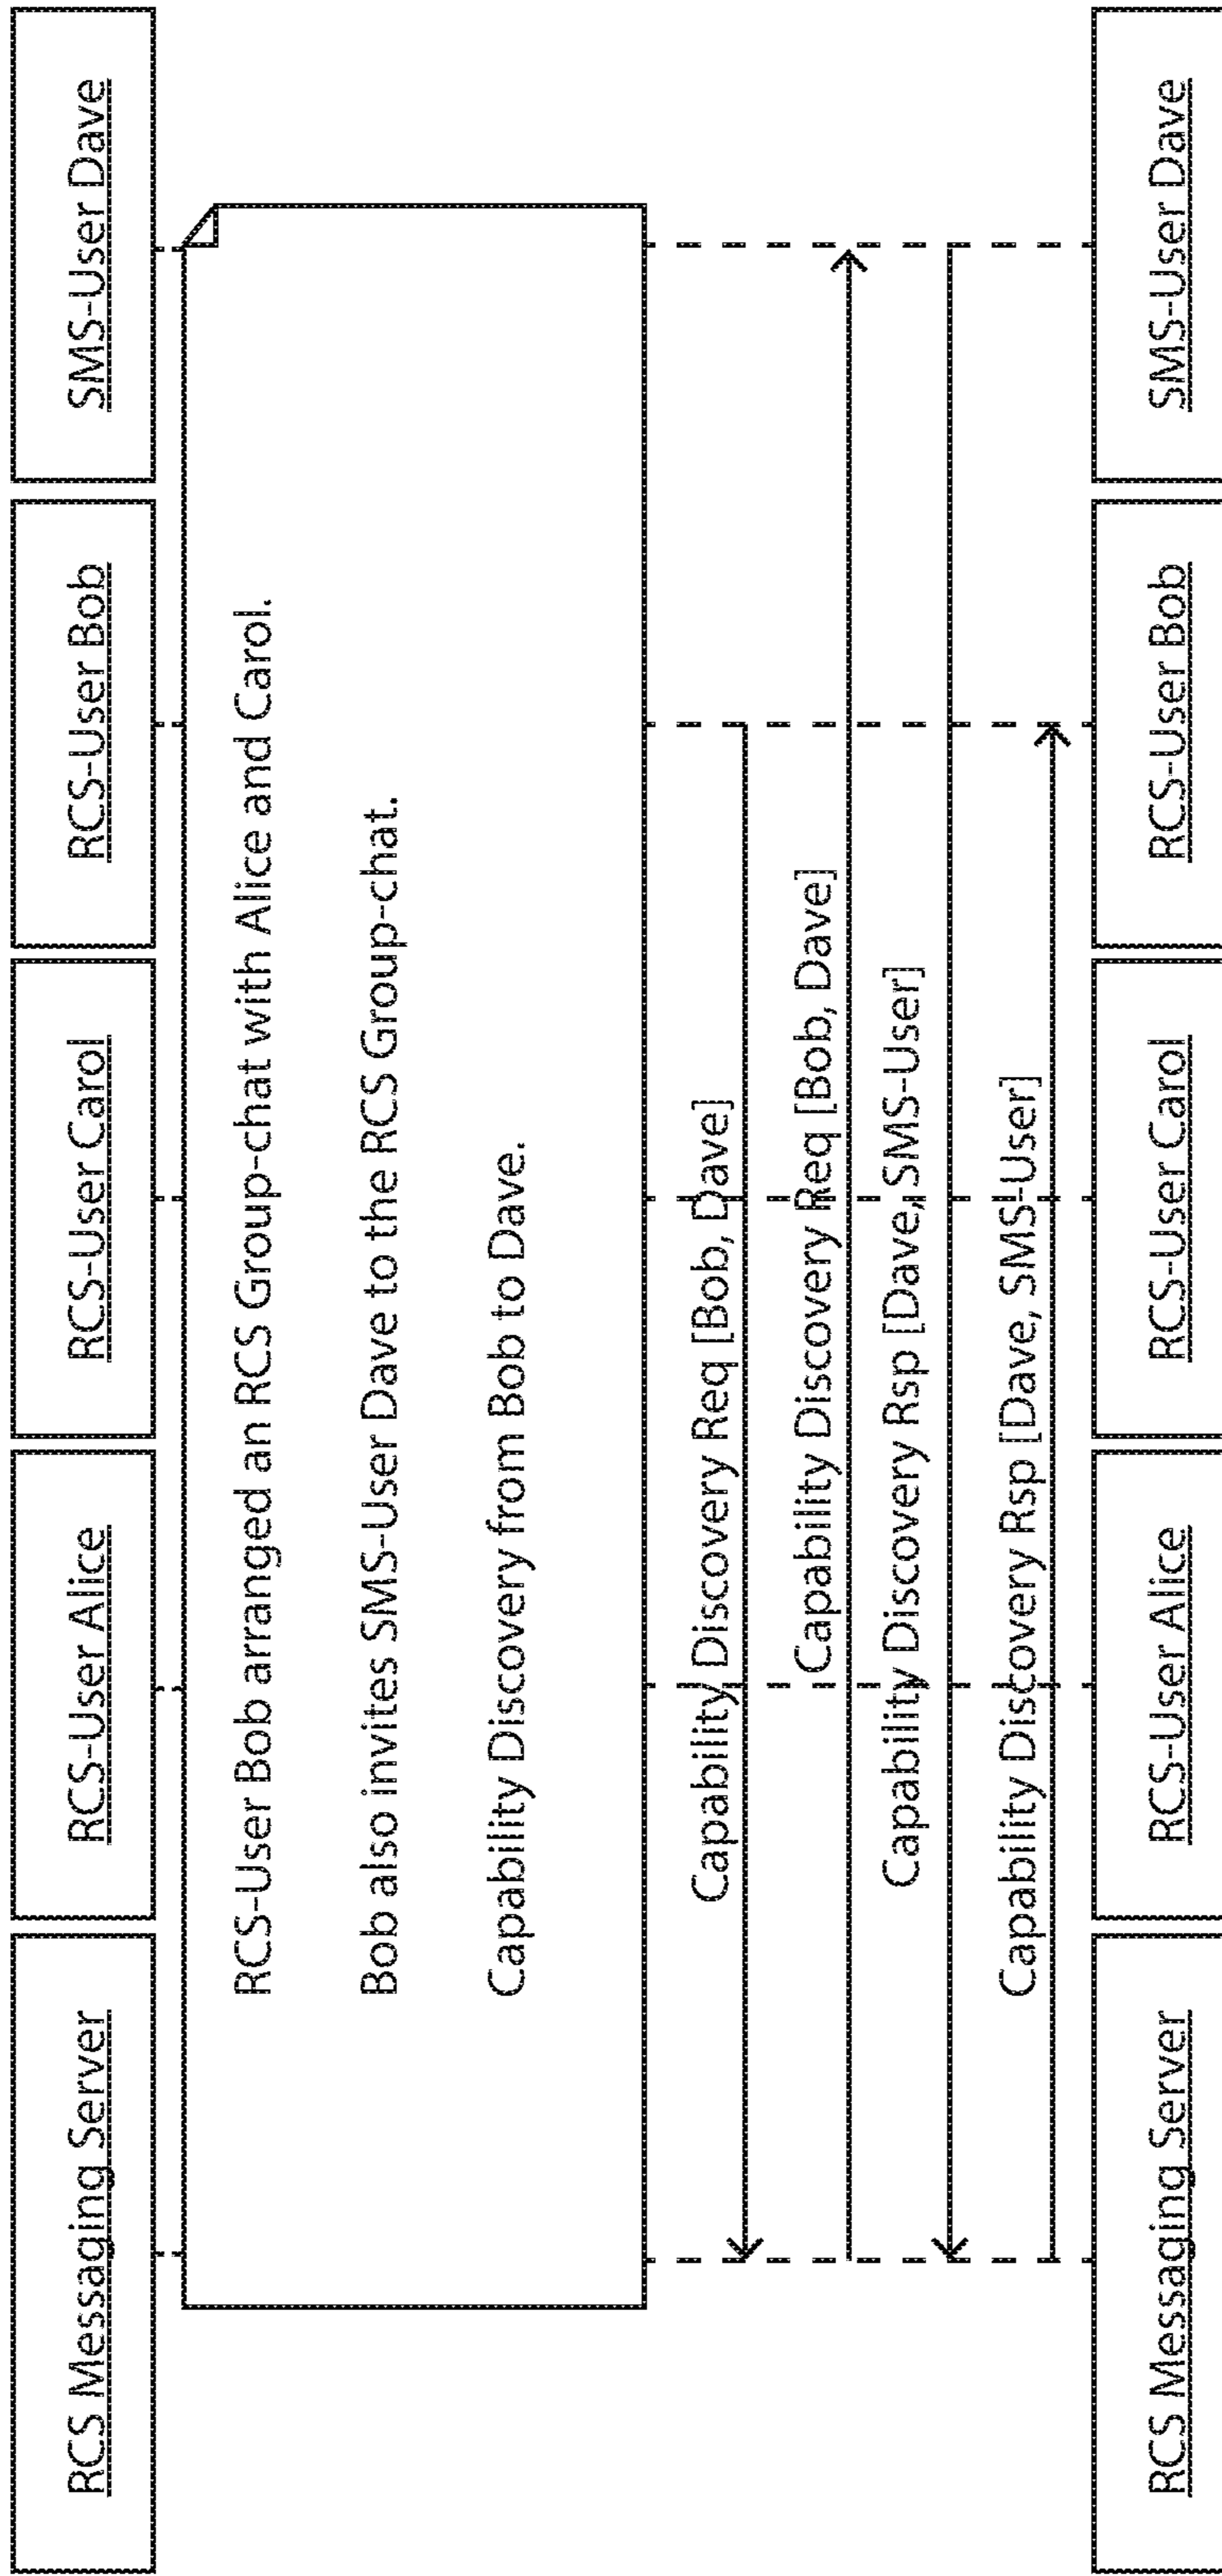 RCS Messaging Server
RCS-User Alice
RCS-User Carol
RCS-User Bob
SMS-User Dave
RCS-User Bob arranged an RCS Group-chat with Alice and Carol.
Bob also invites SMS-User Dave to the RCS Group-chat.
Capability Discovery from Bob to Dave.
Capability Discovery Req [Bob, Dave]
Capability Discovery Req [Bob, Dave]
Capability Discovery Rsp [Dave, SMS-User]
Capability Discovery Rsp [Dave, SMS-User]
RCS Messaging Server
RCS-User Alice
RCS-User Carol
RCS-User Bob
SMS-User Dave